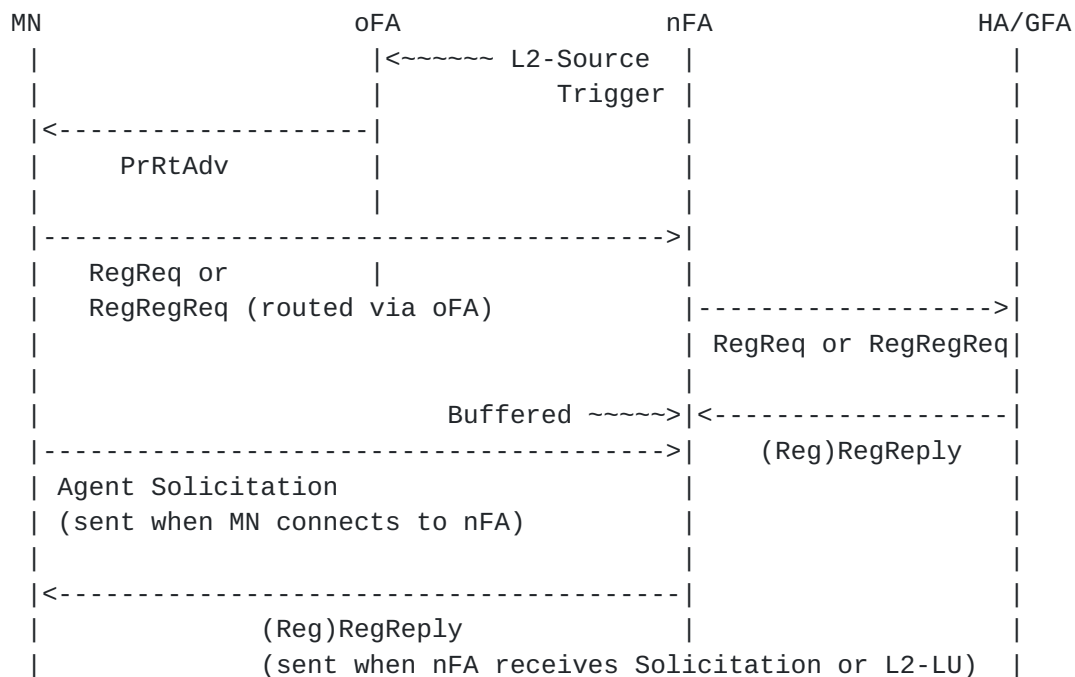 MN oFA nFA HA/GFA
|<~~~~~~ L2-Source | |
| | Trigger | |
|<--------------------| | |
| PrRtAdv | | |
| | | |
|--------------------------------------->| |
| RegReq or | | |
| RegRegReq (routed via oFA) |------------------->|
| | RegReq or RegRegReq|
| | |
| Buffered ~~~~~>|<-------------------|
|--------------------------------------->| (Reg)RegReply |
| Agent Solicitation | |
| (sent when MN connects to nFA) | |
| | |
|<---------------------------------------| |
| (Reg)RegReply | |
| (sent when nFA receives Solicitation or L2-LU) |